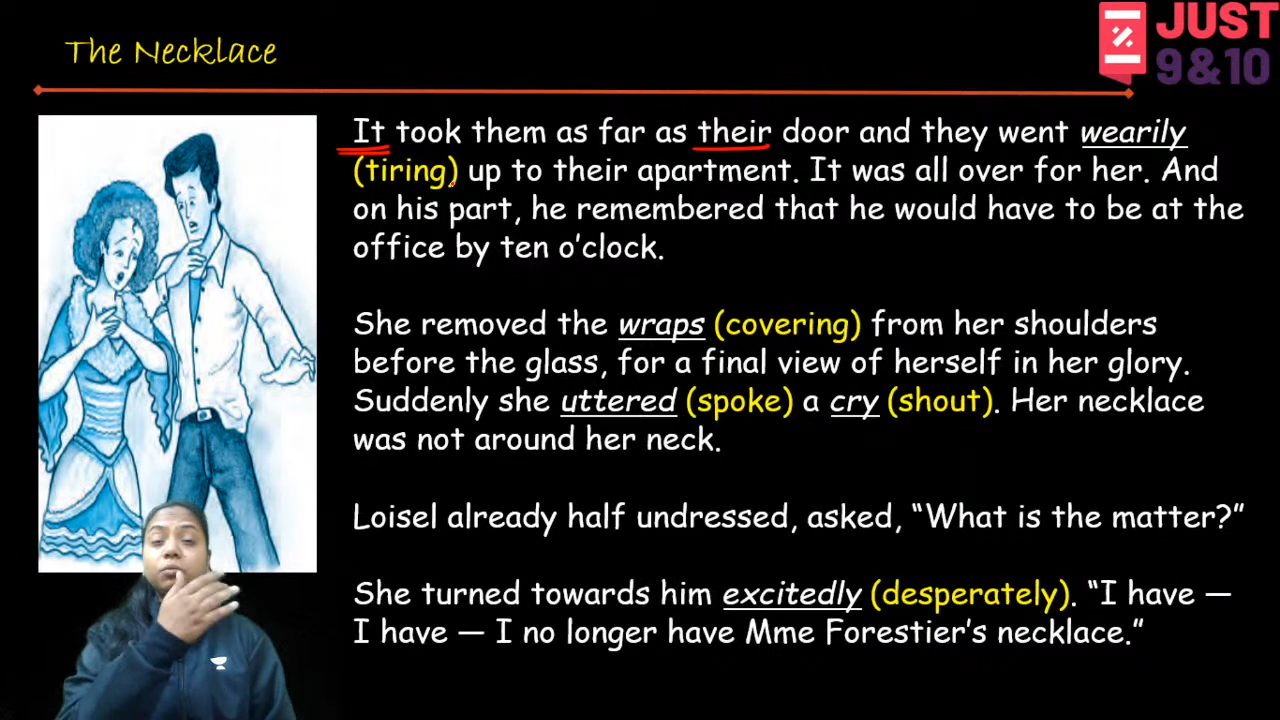 The Necklace
JUST
9&10
It took them as far as their door and they went wearily
(tiring) up to their apartment. It was all over for her. And
on his part, he remembered that he would have to be at the
office by ten o’clock.
She removed the wraps (covering) from her shoulders
before the glass, for a final view of herself in her glory.
Suddenly she uttered (spoke) a cry (shout). Her necklace
was not around her neck.
Loisel already half undressed, asked, “What is the matter?”
She turned towards him excitedly (desperately). “I have —
I have — I no longer have Mme Forestier’s necklace.”